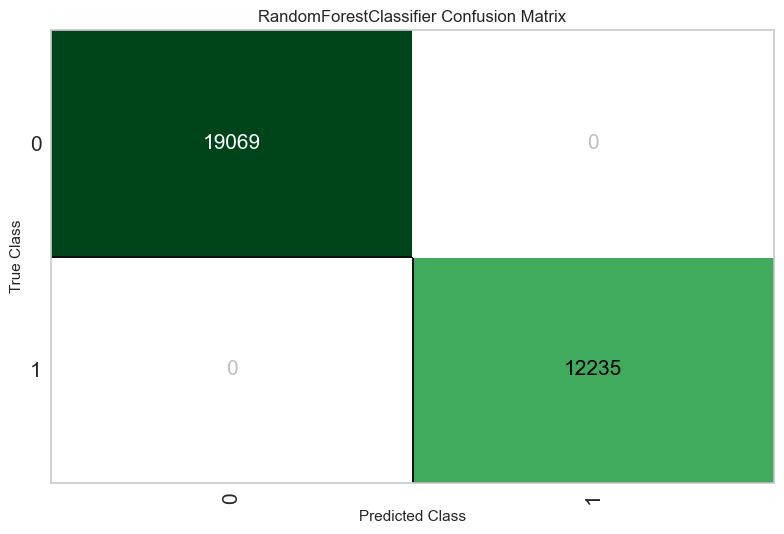 RandomForestClassifier Confusion Matrix
0
19069
0
True Class
1
0
12235
0
1
Predicted Class